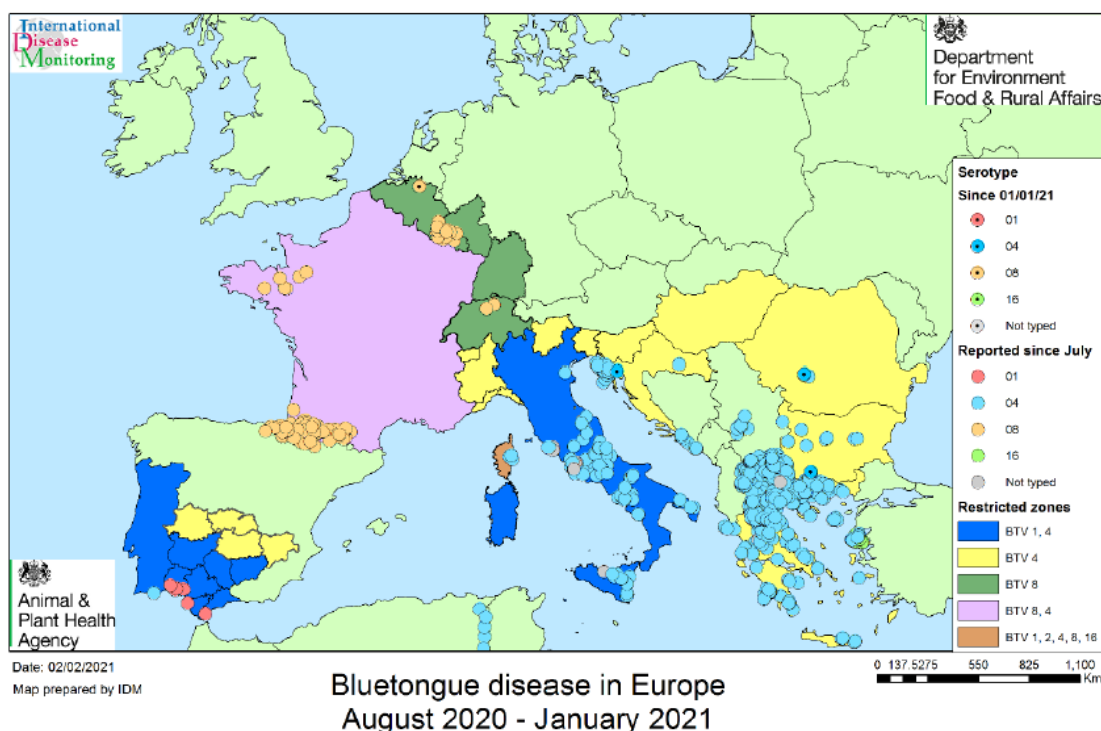 International
Disease
Monitoring
Department
for Environment
Food & Rural Affairs
Serotype
Since 01/01/21
01
04
08
16
Not typed
Reported since July
01
04
08
16
Not typed
Restricted zones
BTV 1, 4
BTV 4
BTV 8
BTV 8, 4
BTV 1, 2, 4, 8, 16
Animal &
Plant Health
Agency
Date: 02/02/2021
Map prepared by IDM
0 137.5275 550 825 1,100
Km
Bluetongue disease in Europe
August 2020 - January 2021